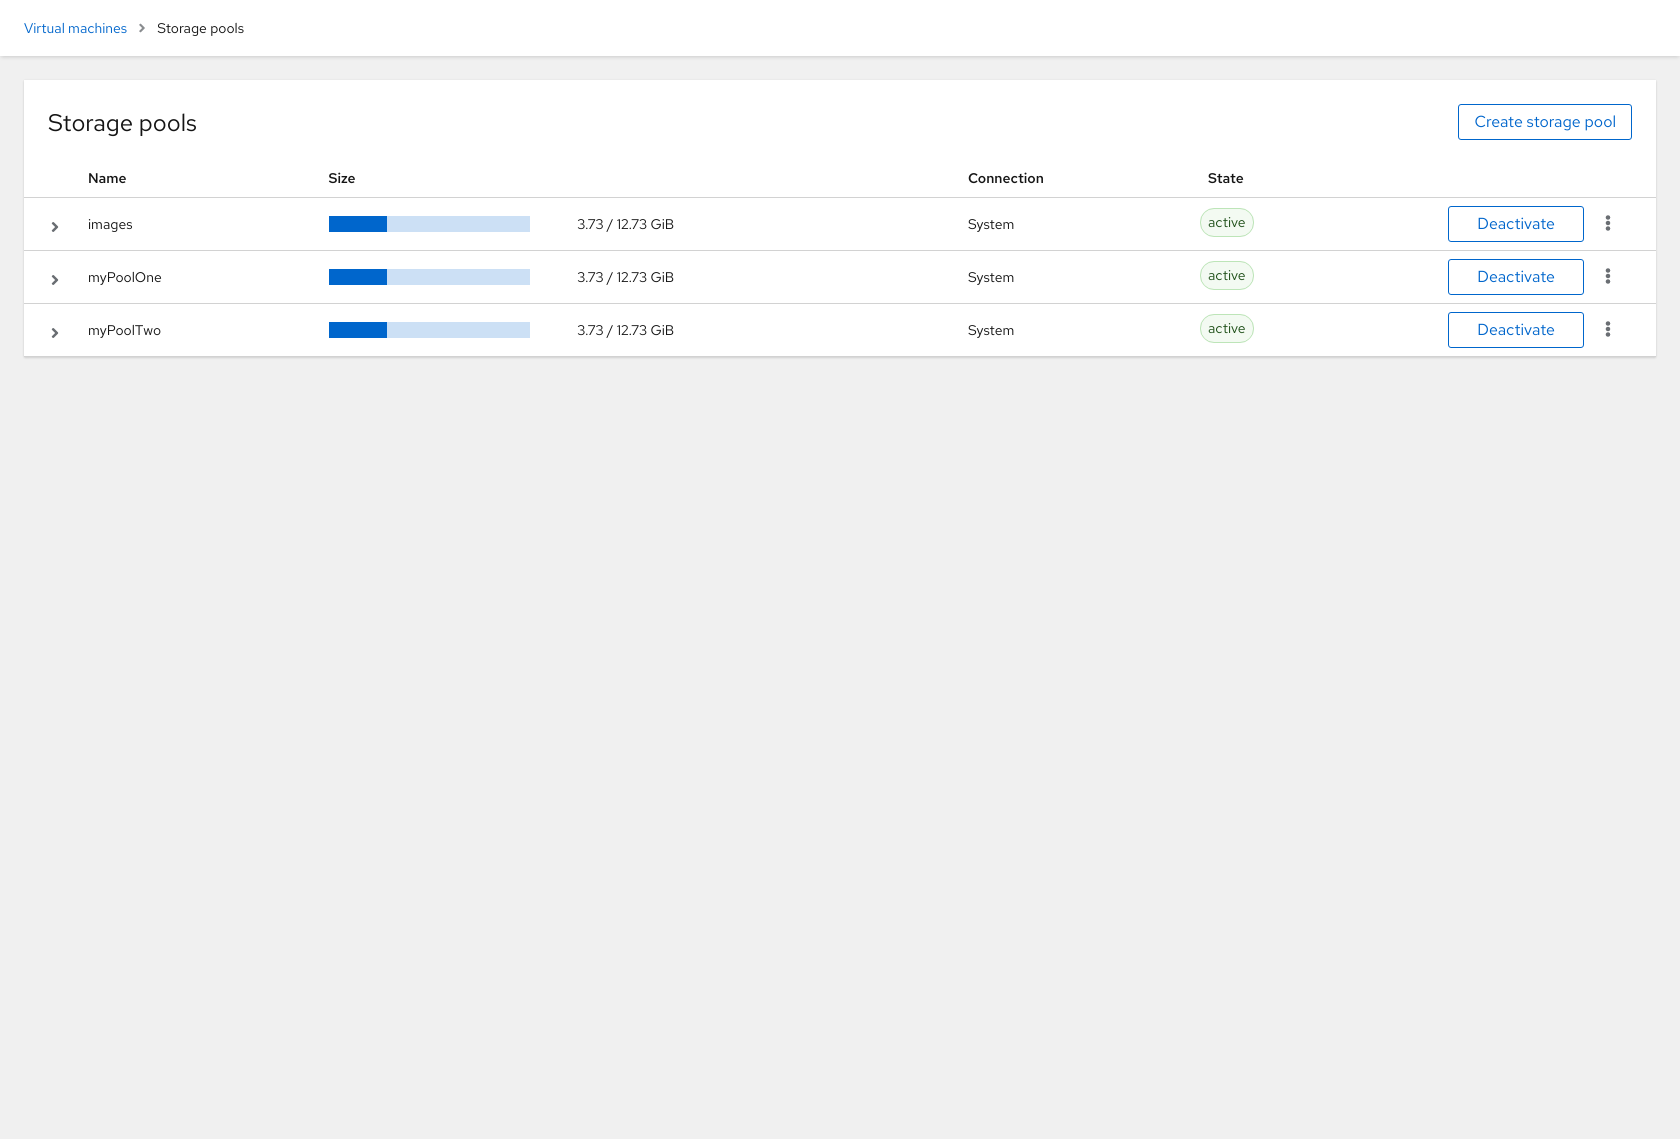 Virtual machines Storage pools
Storage pools Create storage pool
Name Size Connection State
images 3.73 / 12.73 GiB System active Deactivate
myPoolOne 3.73 / 12.73 GiB System active Deactivate
myPoolTwo 3.73 / 12.73 GiB System active Deactivate